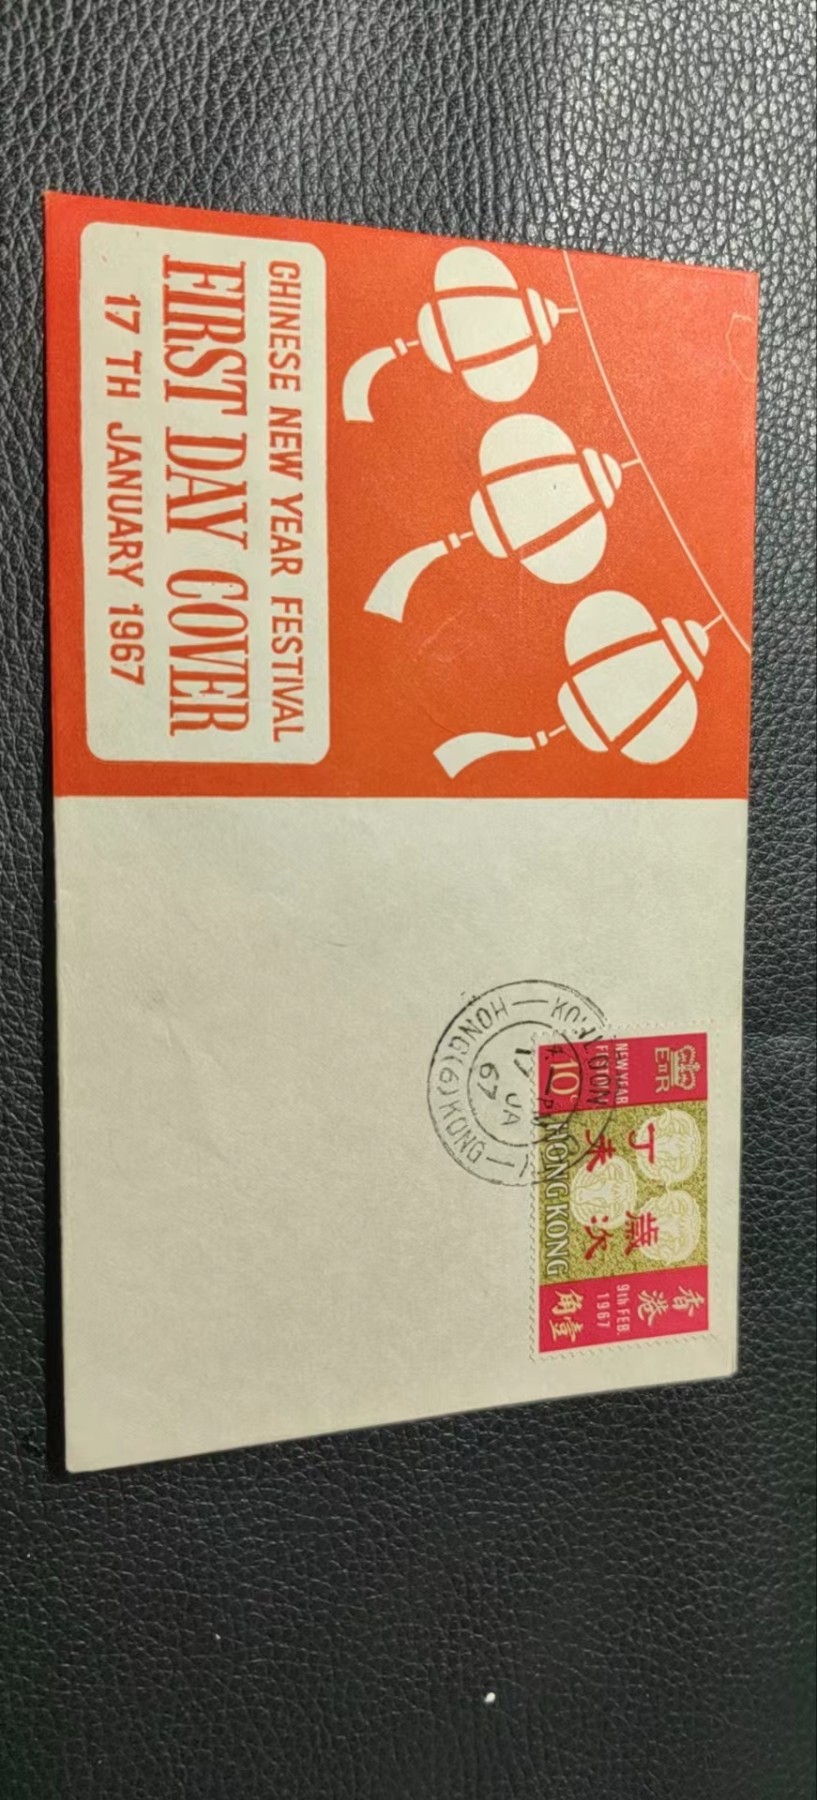 CHINESE NEW YEAR FESTIVAL
FIRST DAY COVER
17 TH JANUARY 1967
EIIR
NEW YEAR
FESTIVAL
10¢
丁未
歲次
HONG KONG
香港
9th FEB.
1967
壹角
KOWLOON
HONG (6) KONG
17 JA
67